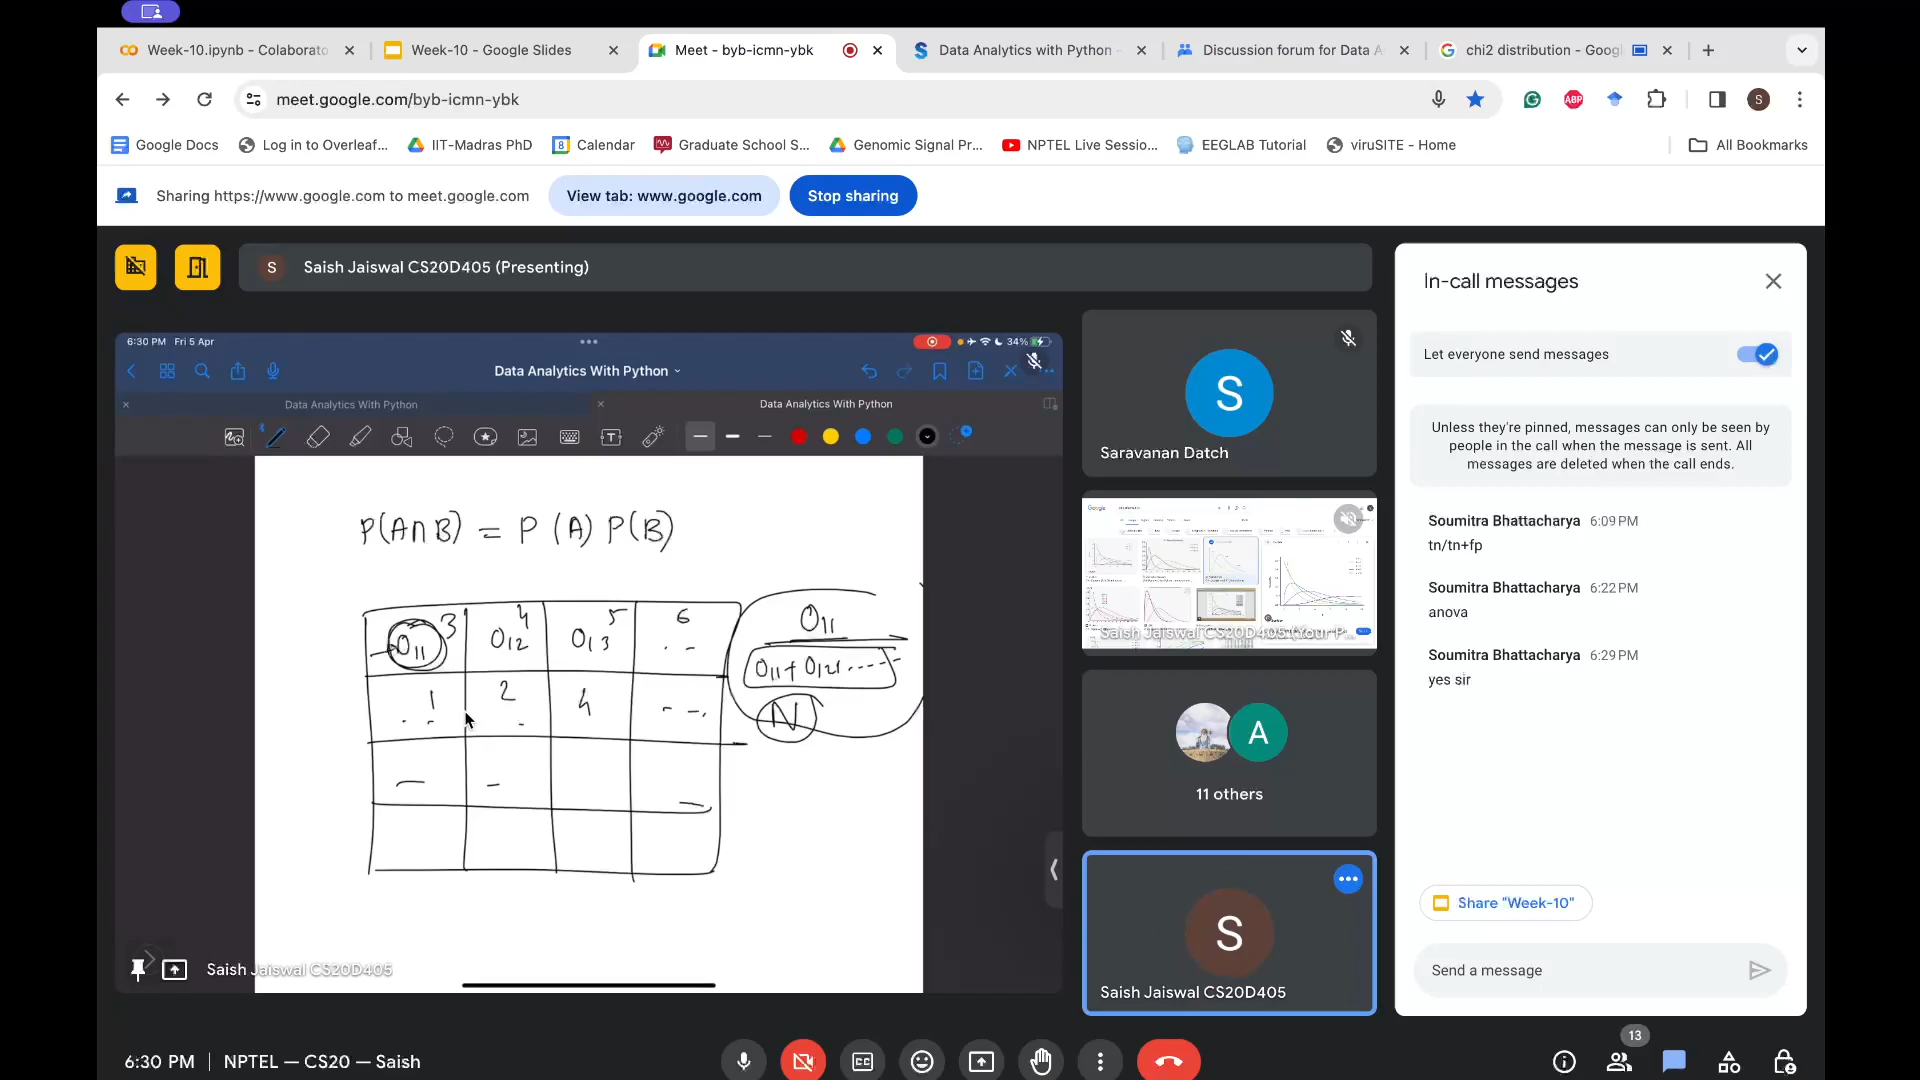 Week-10.ipynb - Colaborato
Week-10 - Google Slides
Meet - byb-icmn-ybk
Data Analytics with Python -
Discussion forum for Data A
chi2 distribution - Goog
meet.google.com/byb-icmn-ybk
ABP
S
Google Docs
Log in to Overleaf...
IIT-Madras PhD
8
Calendar
Graduate School S...
Genomic Signal Pr...
NPTEL Live Sessio...
EEGLAB Tutorial
viruSITE - Home
All Bookmarks
Sharing https://www.google.com to meet.google.com
View tab: www.google.com
Stop sharing
S
Saish Jaiswal CS20D405 (Presenting)
6:30 PM Fri 5 Apr
34%
Data Analytics With Python
Data Analytics With Python
Data Analytics With Python
P(A∩B) = P (A) P(B)
O11 3 O12 4 O13 5 . . 6
1 2 4
O11
O11 + O12+ ....
N
Saish Jaiswal CS20D405
S
Saravanan Datch
Saish Jaiswal CS20D405 (Your P...
A
11 others
S
Saish Jaiswal CS20D405
In-call messages
Let everyone send messages
Unless they're pinned, messages can only be seen by
people in the call when the message is sent. All
messages are deleted when the call ends.
Soumitra Bhattacharya 6:09 PM
tn/tn+fp
Soumitra Bhattacharya 6:22 PM
anova
Soumitra Bhattacharya 6:29 PM
yes sir
Share "Week-10"
Send a message
13
6:30 PM | NPTEL — CS20 — Saish